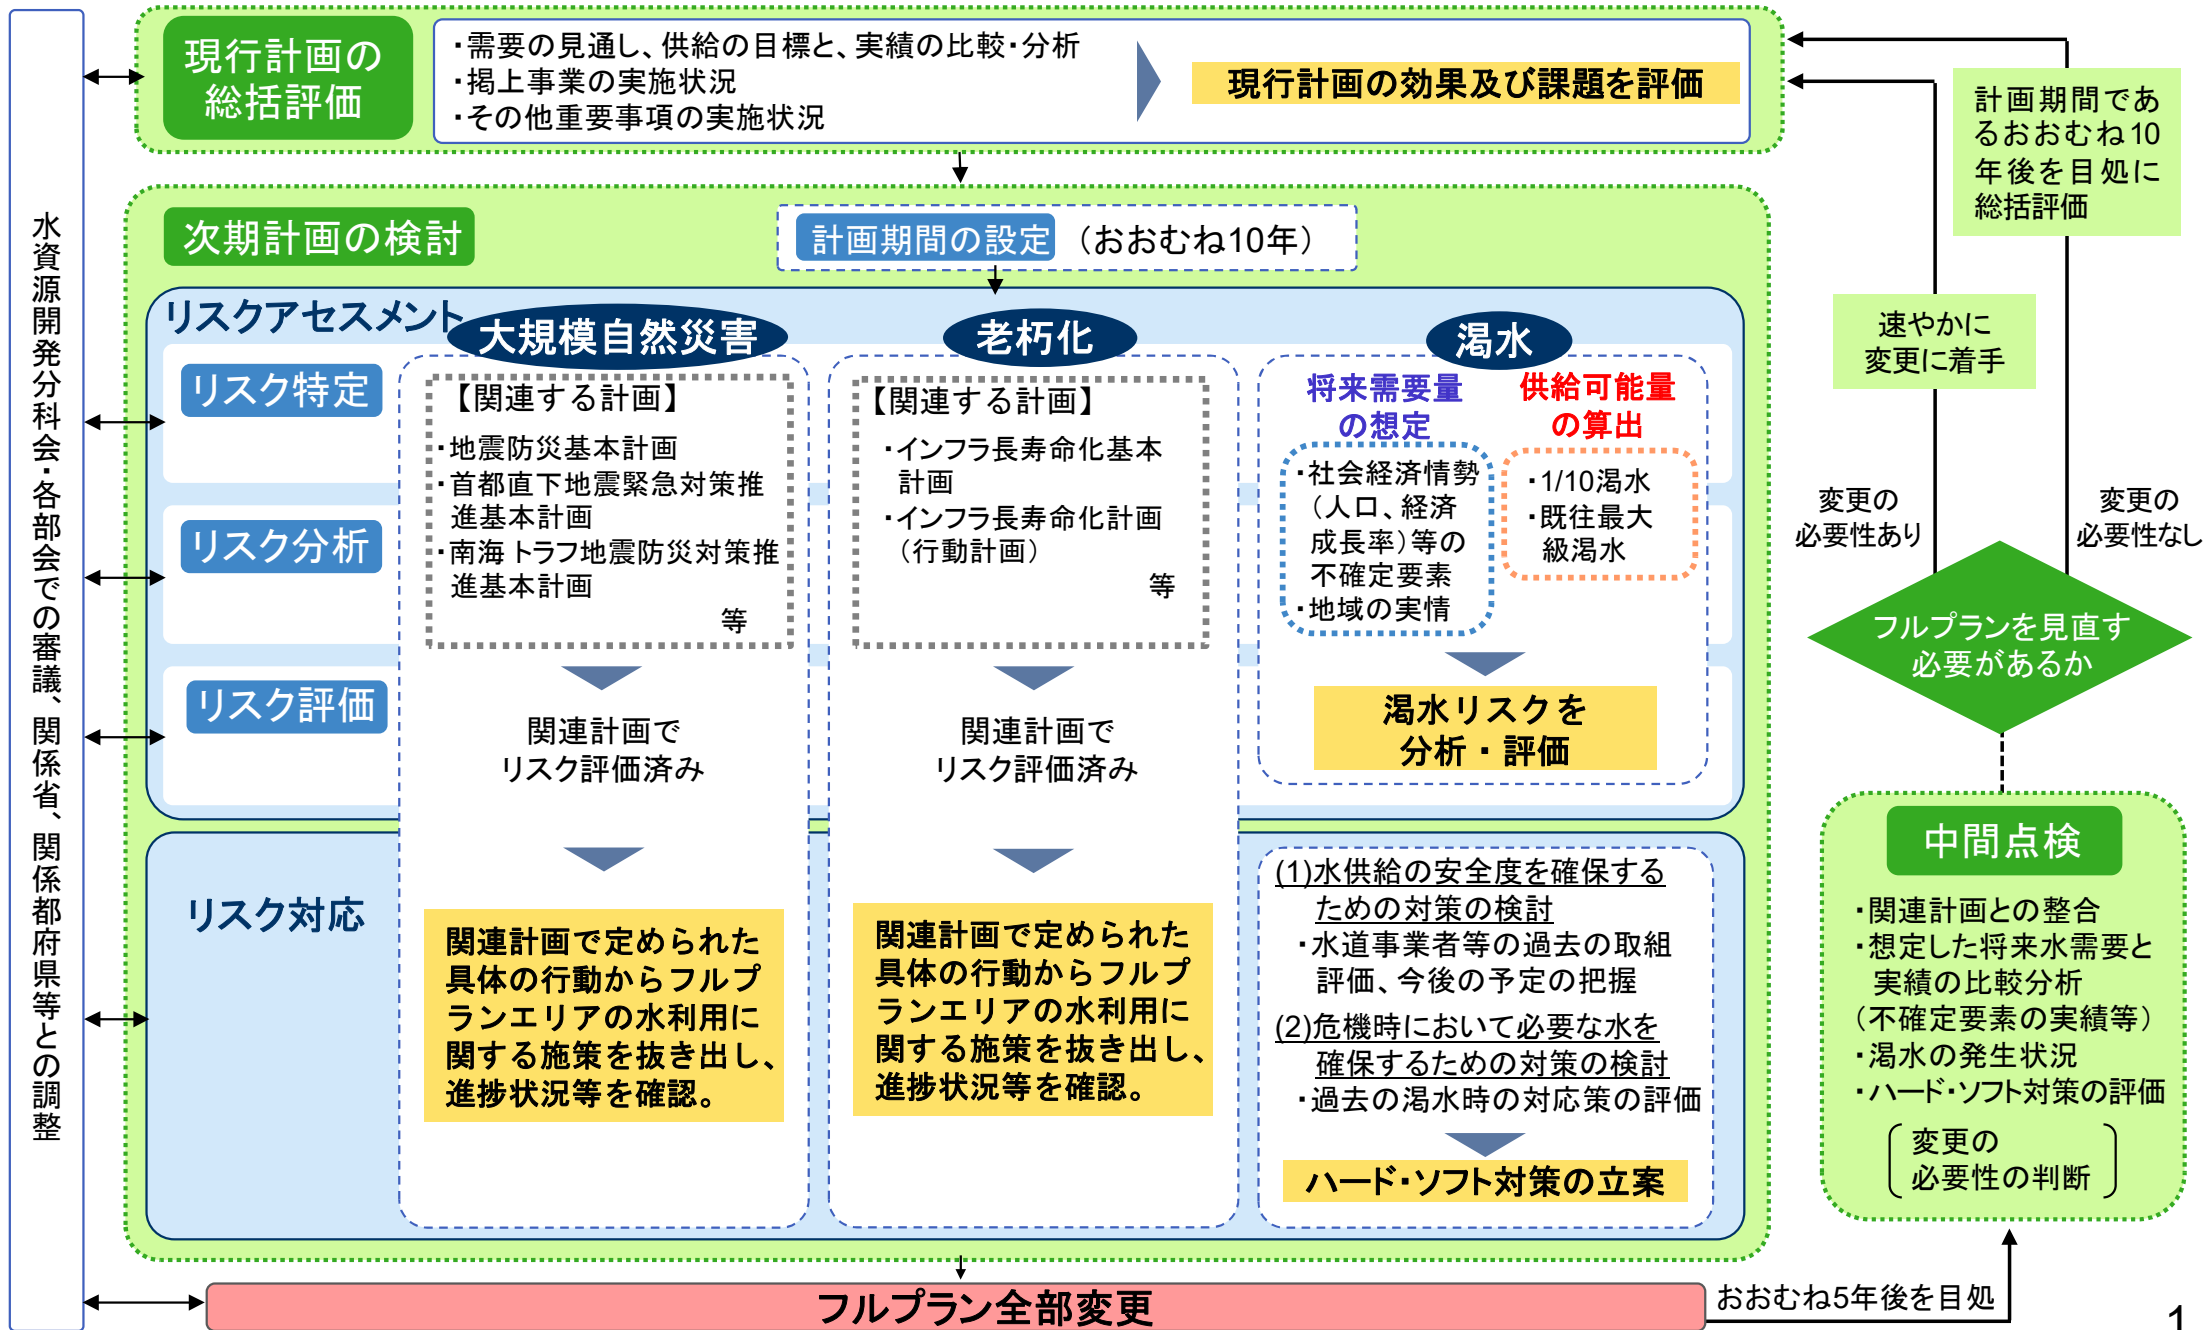 水資源開発分科会・各部会での審議、関係省、関係都府県等との調整
現行計画の
総括評価
・需要の見通し、供給の目標と、実績の比較・分析
・掲上事業の実施状況
・その他重要事項の実施状況
現行計画の効果及び課題を評価
次期計画の検討
計画期間の設定 （おおむね10年）
リスクアセスメント
リスク特定
リスク分析
リスク評価
大規模自然災害
【関連する計画】
・地震防災基本計画
・首都直下地震緊急対策推
進基本計画
・南海トラフ地震防災対策推
進基本計画
等
関連計画で
リスク評価済み
老朽化
【関連する計画】
・インフラ長寿命化基本
計画
・インフラ長寿命化計画
（行動計画）
等
関連計画で
リスク評価済み
渇水
将来需要量
の想定
・社会経済情勢
（人口、経済
成長率）等の
不確定要素
・地域の実情
供給可能量
の算出
・1/10渇水
・既往最大
級渇水
渇水リスクを
分析・評価
リスク対応
関連計画で定められた
具体の行動からフルプ
ランエリアの水利用に
関する施策を抜き出し、
進捗状況等を確認。
関連計画で定められた
具体の行動からフルプ
ランエリアの水利用に
関する施策を抜き出し、
進捗状況等を確認。
(1)水供給の安全度を確保する
ための対策の検討
・水道事業者等の過去の取組
評価、今後の予定の把握
(2)危機時において必要な水を
確保するための対策の検討
・過去の渇水時の対応策の評価
ハード・ソフト対策の立案
フルプラン全部変更
おおむね5年後を目処
中間点検
・関連計画との整合
・想定した将来水需要と
実績の比較分析
（不確定要素の実績等）
・渇水の発生状況
・ハード・ソフト対策の評価
変更の
必要性の判断
フルプランを見直す
必要があるか
変更の
必要性あり
変更の
必要性なし
速やかに
変更に着手
計画期間であ
るおおむね10
年後を目処に
総括評価
1